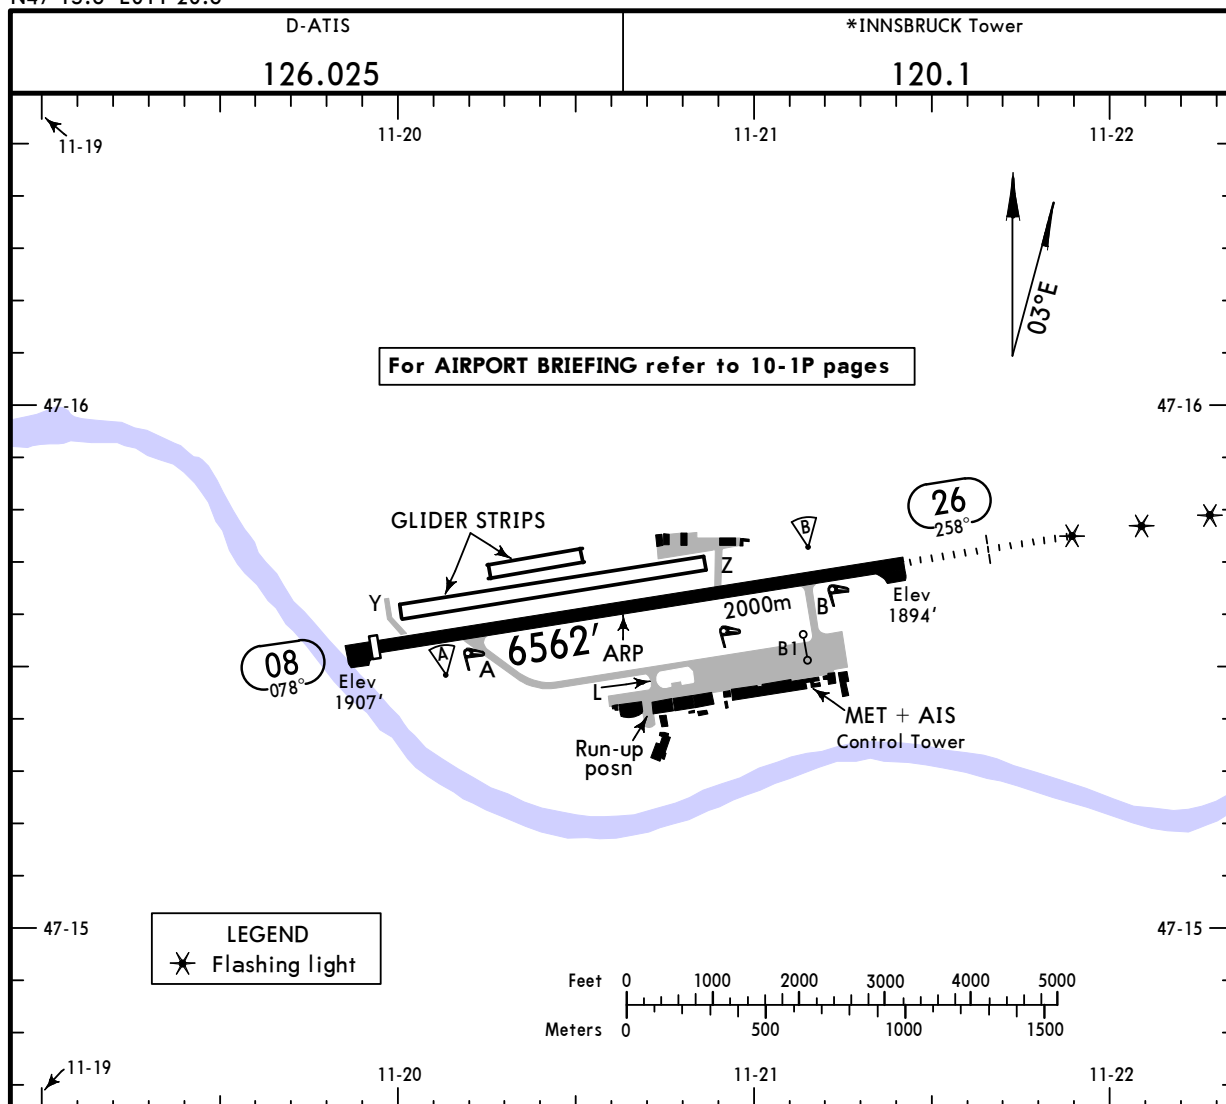 D-ATIS
*INNSBRUCK Tower
126.025
120.1
11-19
11-20
11-21
11-22
03°E
For AIRPORT BRIEFING refer to 10-1P pages
47-16
47-16
26
258°
GLIDER STRIPS
B
Z
Y
2000m
B
Elev
1894'
6562'
ARP
B1
08
078°
A
A
Elev
1907'
L
MET + AIS
Control Tower
Run-up
posn
47-15
47-15
LEGEND
Flashing light
Feet 0 1000 2000 3000 4000 5000
Meters 0 500 1000 1500
11-19
11-20
11-21
11-22